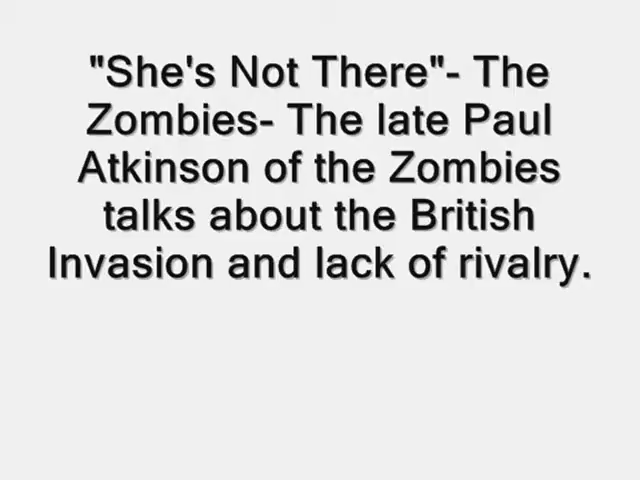 "She's Not There"- The
Zombies- The late Paul
Atkinson of the Zombies
talks about the British
Invasion and lack of rivalry.